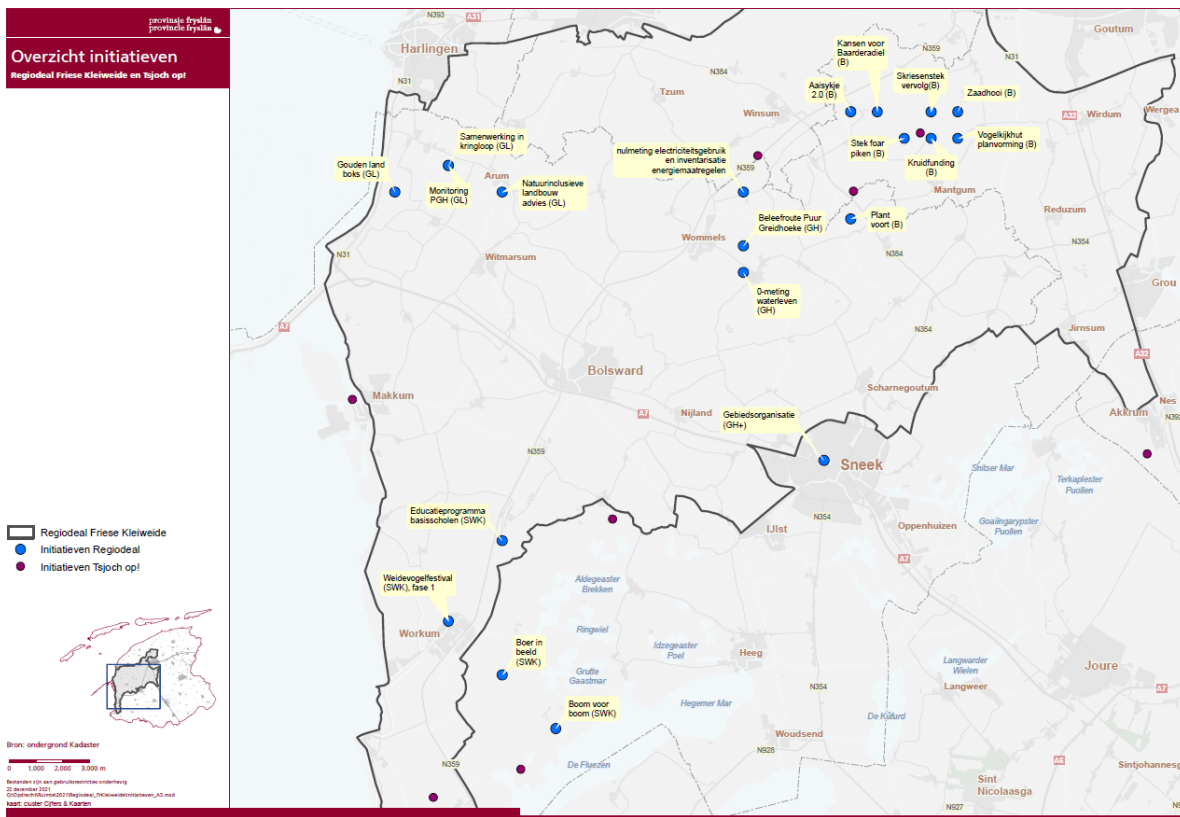 provinsje fryslân
provincie fryslân
Overzicht initiatieven
Regiodeal Friese Kleiweide en Tsjoch op!
Regiodeal Friese Kleiweide
Initiatieven Regiodeal
Initiatieven Tsjoch op!
Bron: ondergrond Kadaster
0 1.000 2.000 3.000 m
Bestanden zijn aan gebruiksrestricties onderhevig
22 december 2021
kaart: cluster Cijfers & Kaarten
N393
A31
Harlingen
N31
Goutum
Kansen voor
Baarderadiel
(B)
N359
N31
N384
Tzum
Winsum
Aaisykje
2.0 (B)
Skriesenstek
vervolg(B)
Zaadhooi (B)
A32
Wirdum
Wergea
Samenwerking in
kringloop (GL)
Stek foar
piken (B)
Kruidfunding
(B)
Vogelkijkhut
planvorming (B)
nulmeting electriciteitsgebruik
en inventarisatie
energiemaatregelen
N359
Gouden land
boks (GL)
Arum
Monitoring
PGH (GL)
Natuurinclusieve
landbouw
advies (GL)
Mantgum
Reduzum
Plant
voort (B)
Beleefroute Puur
Greidhoeke (GH)
Wommels
N354
N31
Witmarsum
N384
Grou
0-meting
waterleven
(GH)
A7
N354
Jirnsum
A32
Bolsward
Makkum
Scharnegoutum
Nes
A7
Nijland
Akkrum
N392
Gebiedsorganisatie
(GH+)
N359
Sneek
Snitser Mar
Terkaplester
Puollen
Educatieprogramma
basisscholen (SWK)
IJlst
N354
Oppenhuizen
Goaiïngarypster
Puollen
A7
Weidevogelfestival
(SWK), fase 1
Aldegeaster
Brekken
Workum
Ringwiel
Boer in
beeld
(SWK)
Idzegeaster
Poel
Heeg
Langwarder
Wielen
Langweer
Joure
Grutte
Gaastmar
N354
A7
Boom voor
boom (SWK)
Hegemer Mar
De Kûfurd
Woudsend
N928
N359
De Fluezen
A6
Sint
Nicolaasga
N927